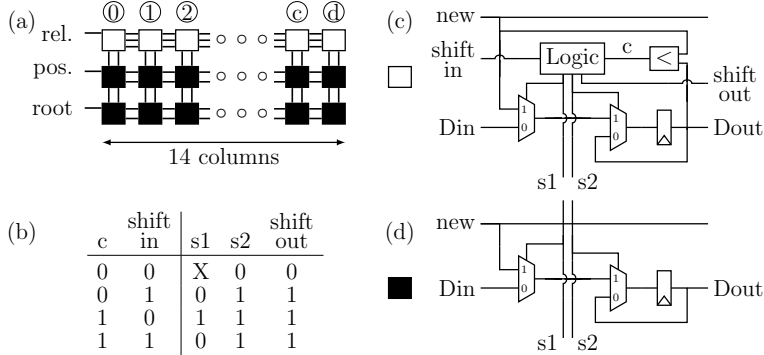 (a)
0 1 2 c d
rel.
pos.
root
14 columns
(b)
c shift in s1 s2 shift out
0 0 X 0 0
0 1 0 1 1
1 0 1 1 1
1 1 0 1 1
(c)
new
shift in
Logic
c
<
shift out
1
0
1
0
Din
Dout
s1 s2
(d)
new
1
0
1
0
Din
Dout
s1 s2